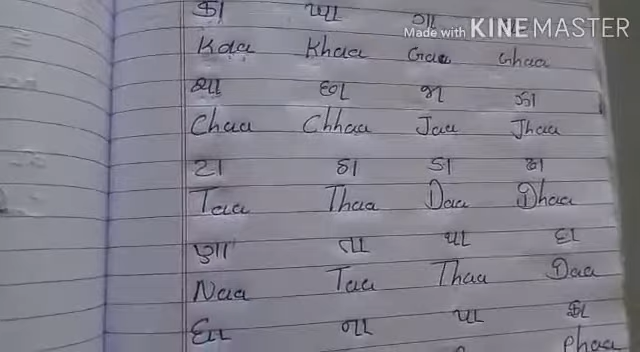 કા ખા ગા
Made with KINEMASTER
Kaa Khaa Gaa Ghaa
ચા છા જા ઝા
Chaa Chhaa Jaa Jhaa
ટા ઠા ડા ઢા
Taa Thaa Daa Dhaa
ણા તા થા દા
Naa Taa Thaa Daa
ધા ના પા ફા
Phaa